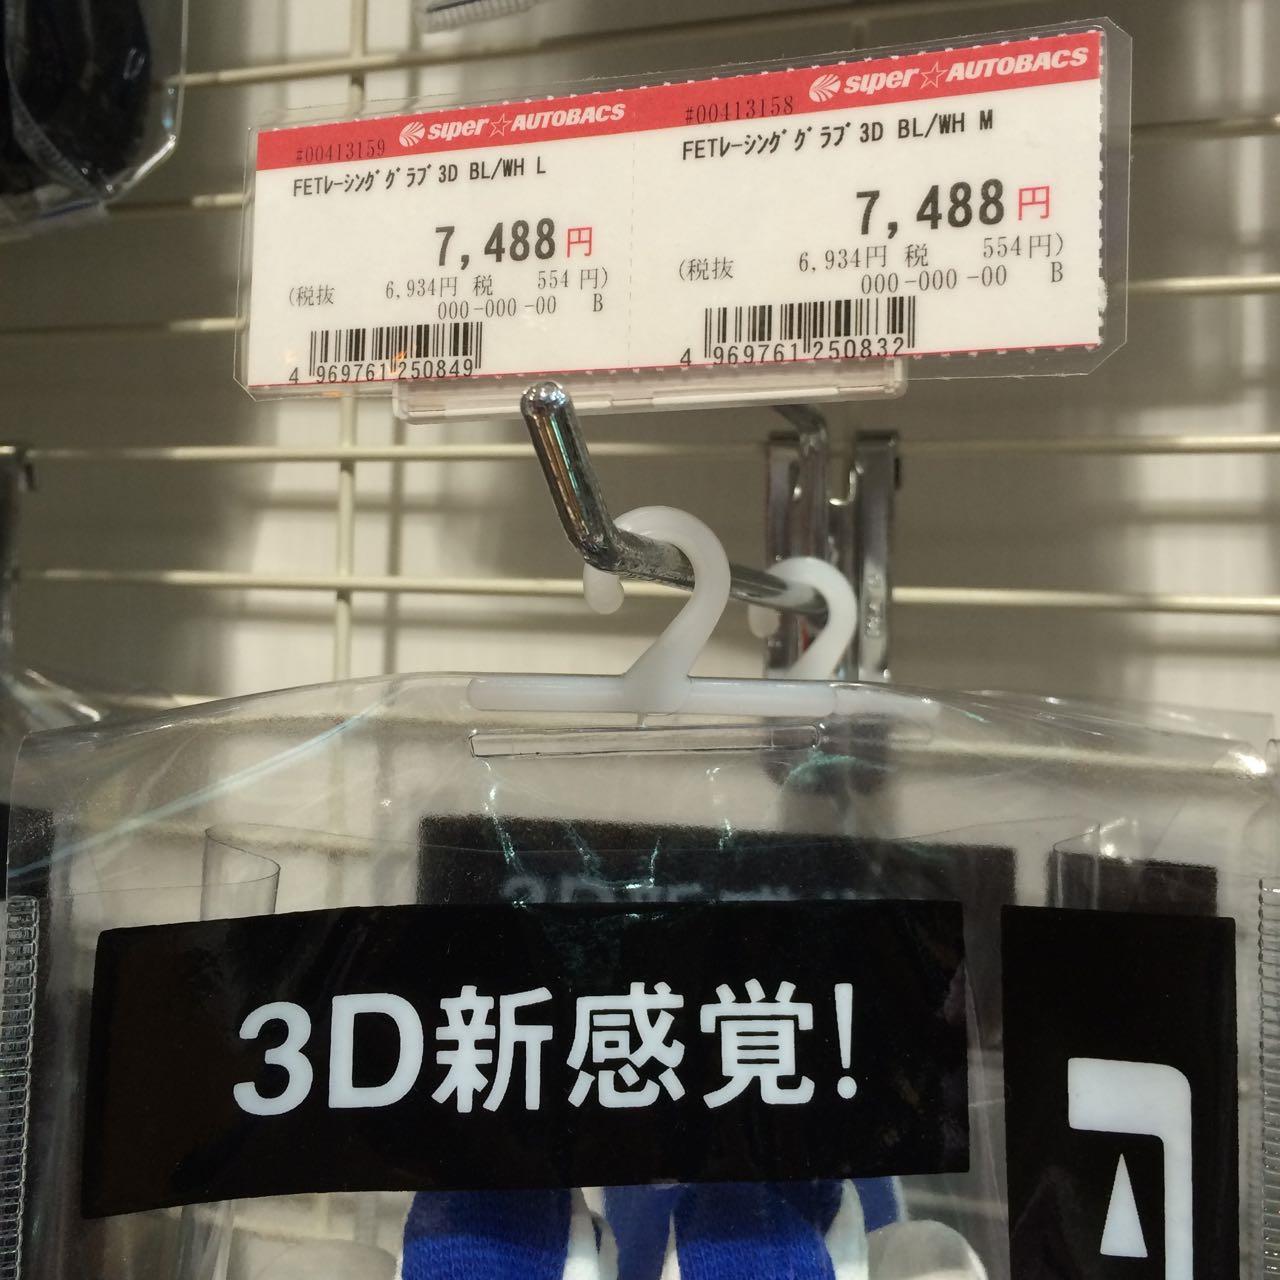 #00413159 super☆AUTOBACS
FETﾚｰｼﾝｸﾞｸﾞﾗﾌﾞ3D BL/WH L
7,488円
(税抜 6,934円 税 554円)
000-000-00 B
4 969761 250849
#00413158 super☆AUTOBACS
FETﾚｰｼﾝｸﾞｸﾞﾗﾌﾞ3D BL/WH M
7,488円
(税抜 6,934円 税 554円)
000-000-00 B
4 969761 250832
3D新感覚!